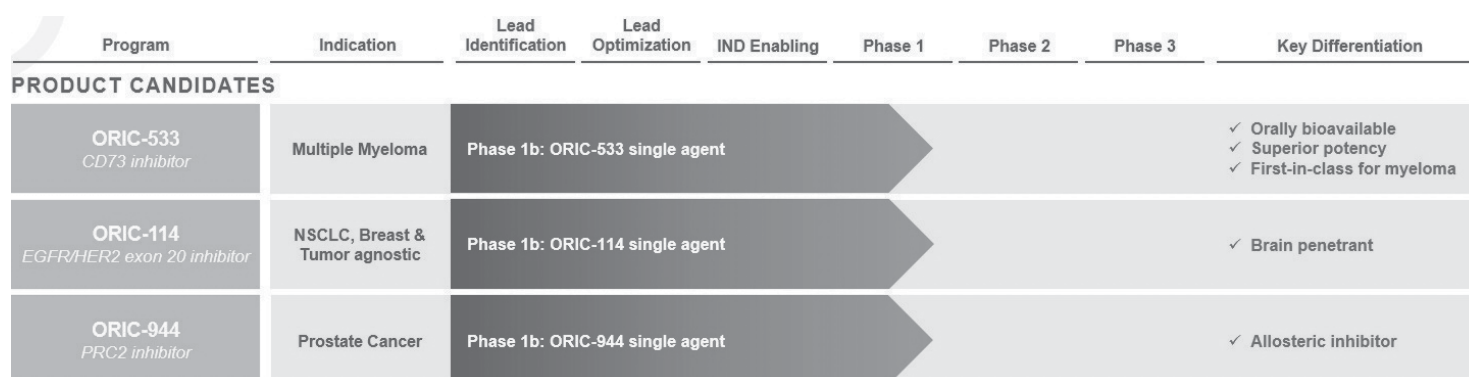 Program
Indication
Lead
Identification
Lead
Optimization
IND Enabling
Phase 1
Phase 2
Phase 3
Key Differentiation
PRODUCT CANDIDATES
ORIC-533
CD73 inhibitor
Multiple Myeloma
Phase 1b: ORIC-533 single agent
✓ Orally bioavailable
✓ Superior potency
✓ First-in-class for myeloma
ORIC-114
EGFR/HER2 exon 20 inhibitor
NSCLC, Breast &
Tumor agnostic
Phase 1b: ORIC-114 single agent
✓ Brain penetrant
ORIC-944
PRC2 inhibitor
Prostate Cancer
Phase 1b: ORIC-944 single agent
✓ Allosteric inhibitor